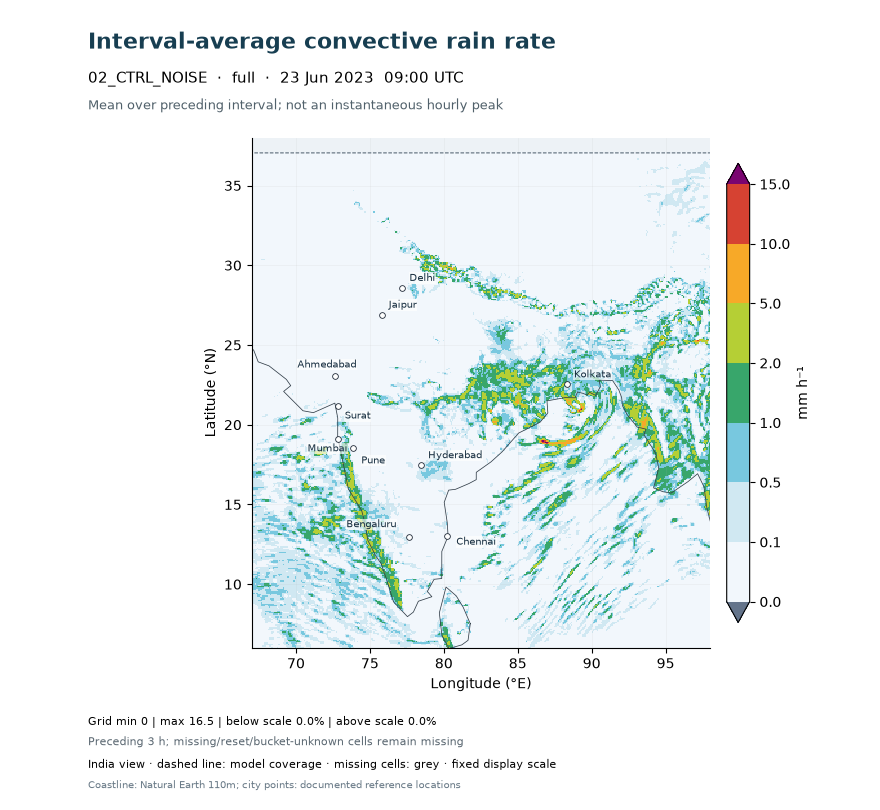 Interval-average convective rain rate
02_CTRL_NOISE · full · 23 Jun 2023 09:00 UTC
Mean over preceding interval; not an instantaneous hourly peak
35
30
25
20
15
10
Latitude (°N)
70
75
80
85
90
95
Longitude (°E)
Delhi
Jaipur
Ahmedabad
Kolkata
Surat
Mumbai
Pune
Hyderabad
Bengaluru
Chennai
15.0
10.0
5.0
2.0
1.0
0.5
0.1
0.0
mm h⁻¹
Grid min 0 | max 16.5 | below scale 0.0% | above scale 0.0%
Preceding 3 h; missing/reset/bucket-unknown cells remain missing
India view · dashed line: model coverage · missing cells: grey · fixed display scale
Coastline: Natural Earth 110m; city points: documented reference locations